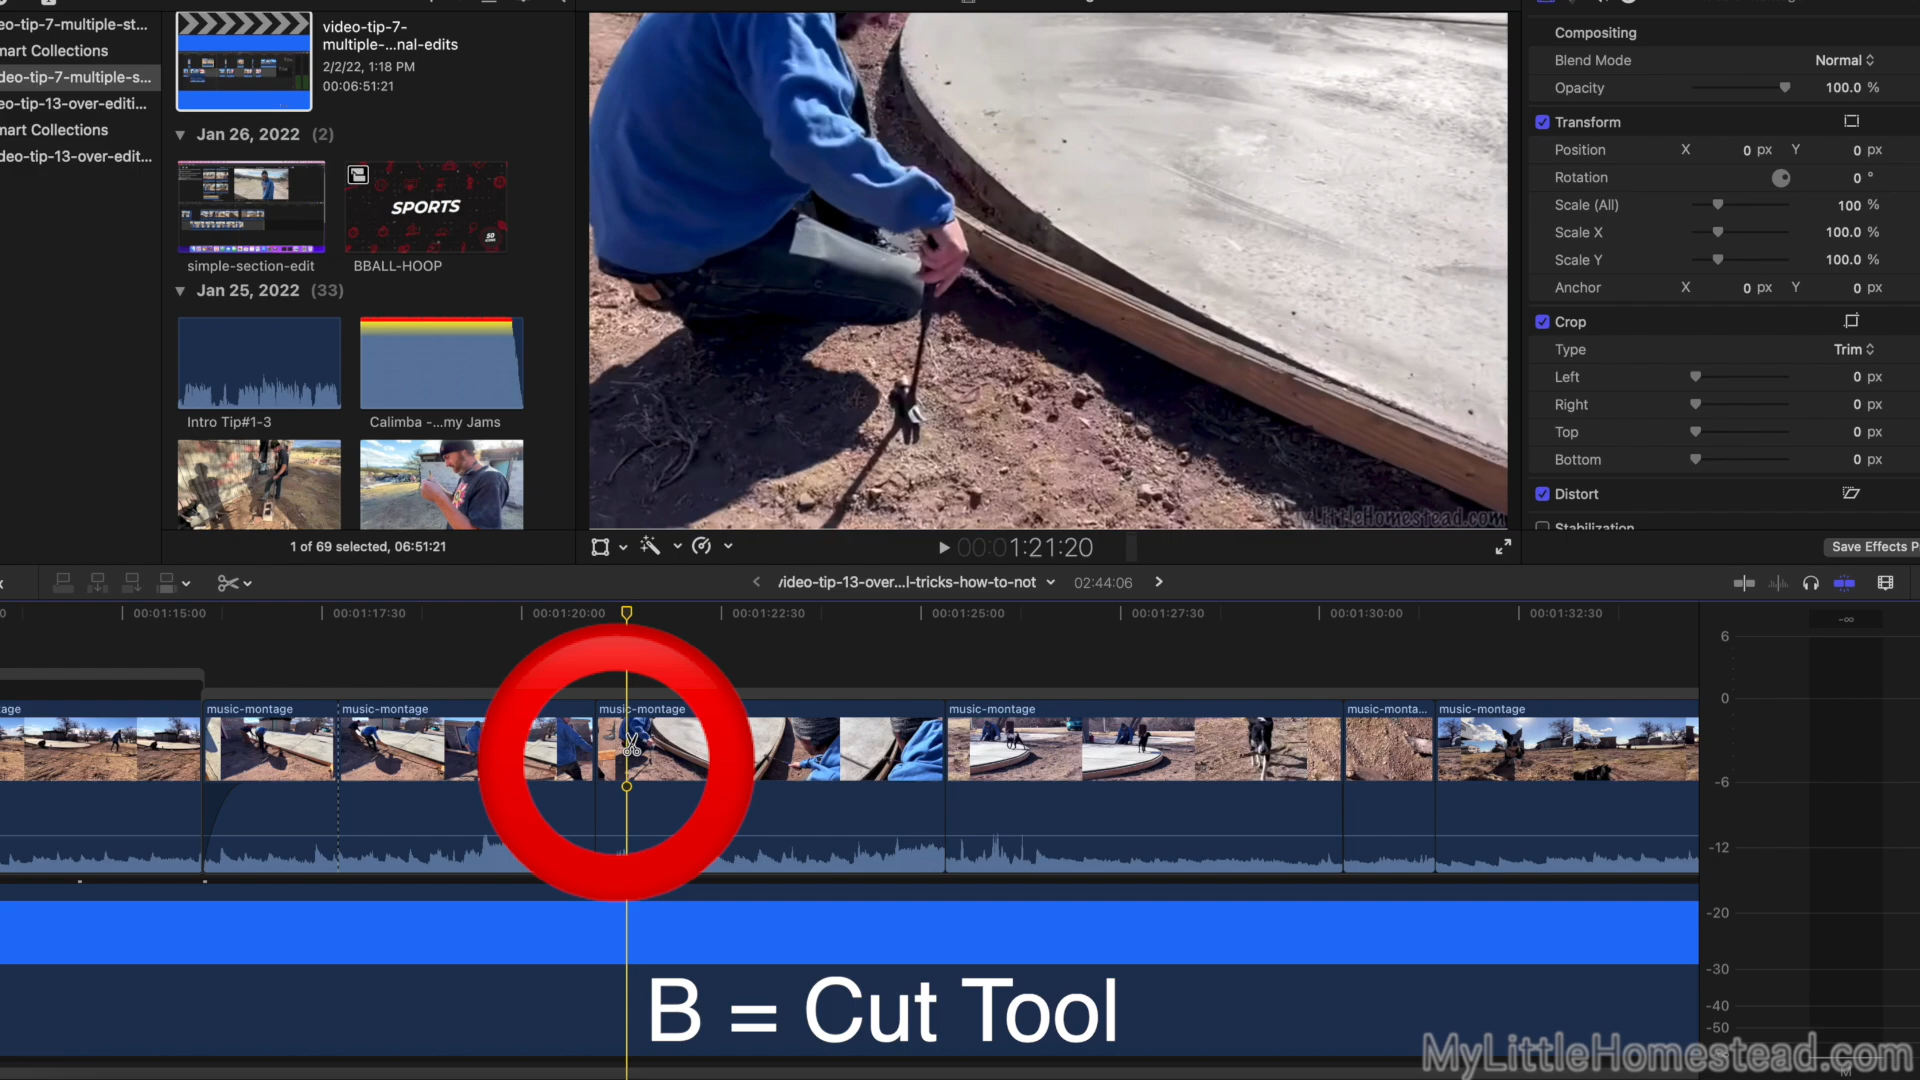 eo-tip-7-multiple-st...
mart Collections
deo-tip-7-multiple-s...
eo-tip-13-over-editi...
mart Collections
deo-tip-13-over-edit...
video-tip-7-
multiple-...nal-edits
2/2/22, 1:18 PM
00:06:51:21
Jan 26, 2022 (2)
SPORTS
50
simple-section-edit
BBALL-HOOP
Jan 25, 2022 (33)
Intro Tip#1-3
Calimba -...my Jams
1 of 69 selected, 06:51:21
MyLittleHomestead.com
00:01:21:20
Compositing
Blend Mode Normal
Opacity 100.0 %
Transform
Position X 0 px Y 0 px
Rotation 0 °
Scale (All) 100 %
Scale X 100.0 %
Scale Y 100.0 %
Anchor X 0 px Y 0 px
Crop
Type Trim
Left 0 px
Right 0 px
Top 0 px
Bottom 0 px
Distort
Stabilization
Save Effects P
x
video-tip-13-over...l-tricks-how-to-not
02:44:06
0 00:01:15:00 00:01:17:30 00:01:20:00 00:01:22:30 00:01:25:00 00:01:27:30 00:01:30:00 00:01:32:30
tage music-montage music-montage music-montage music-montage music-monta... music-montage
-∞
6
0
-6
-12
-20
-30
-40
-50
M
B = Cut Tool
MyLittleHomestead.com